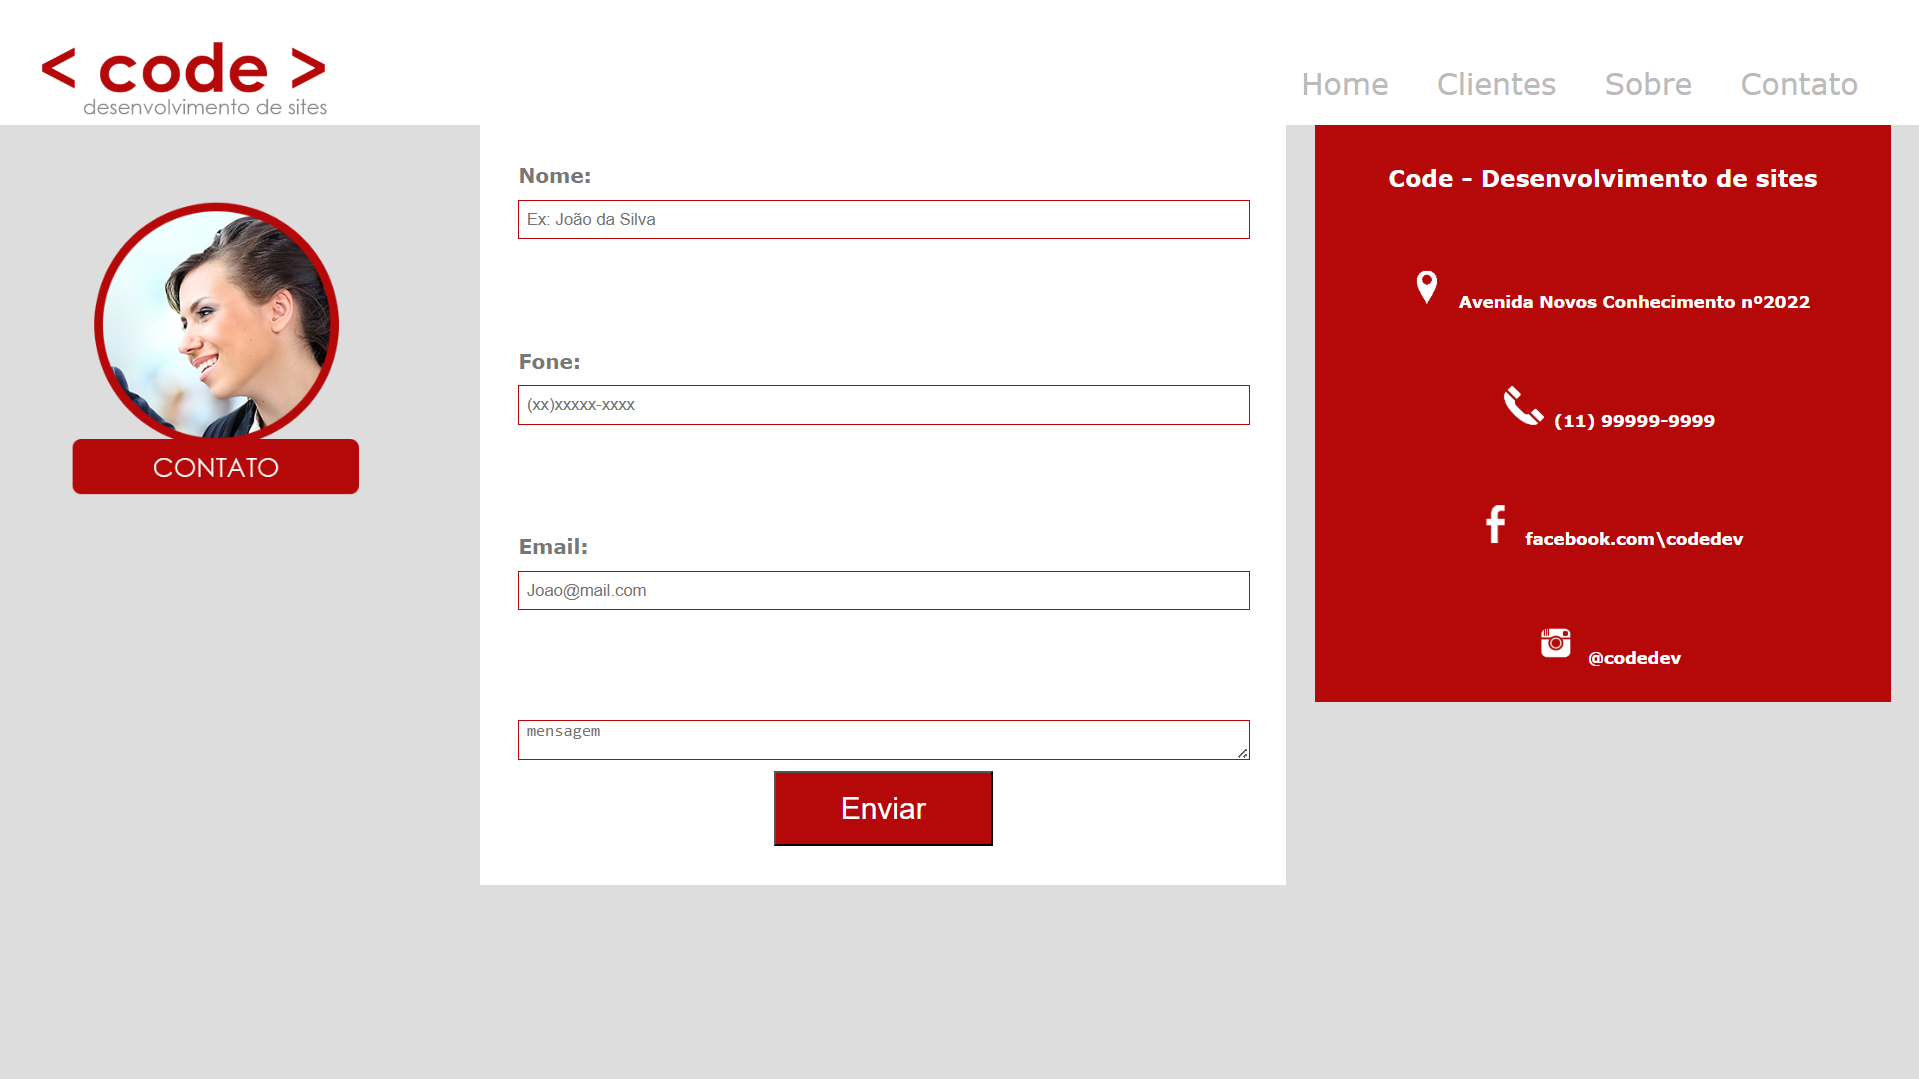 < code >
desenvolvimento de sites
Home Clientes Sobre Contato
CONTATO
Nome:
Ex: João da Silva
Fone:
(xx)xxxxx-xxxx
Email:
Joao@mail.com
mensagem
Enviar
Code - Desenvolvimento de sites
Avenida Novos Conhecimento nº2022
(11) 99999-9999
facebook.com\codedev
@codedev